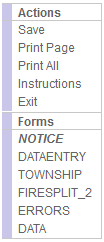 Actions
Save
Print Page
Print All
Instructions
Exit
Forms
NOTICE
DATAENTRY
TOWNSHIP
FIRESPLIT_2
ERRORS
DATA